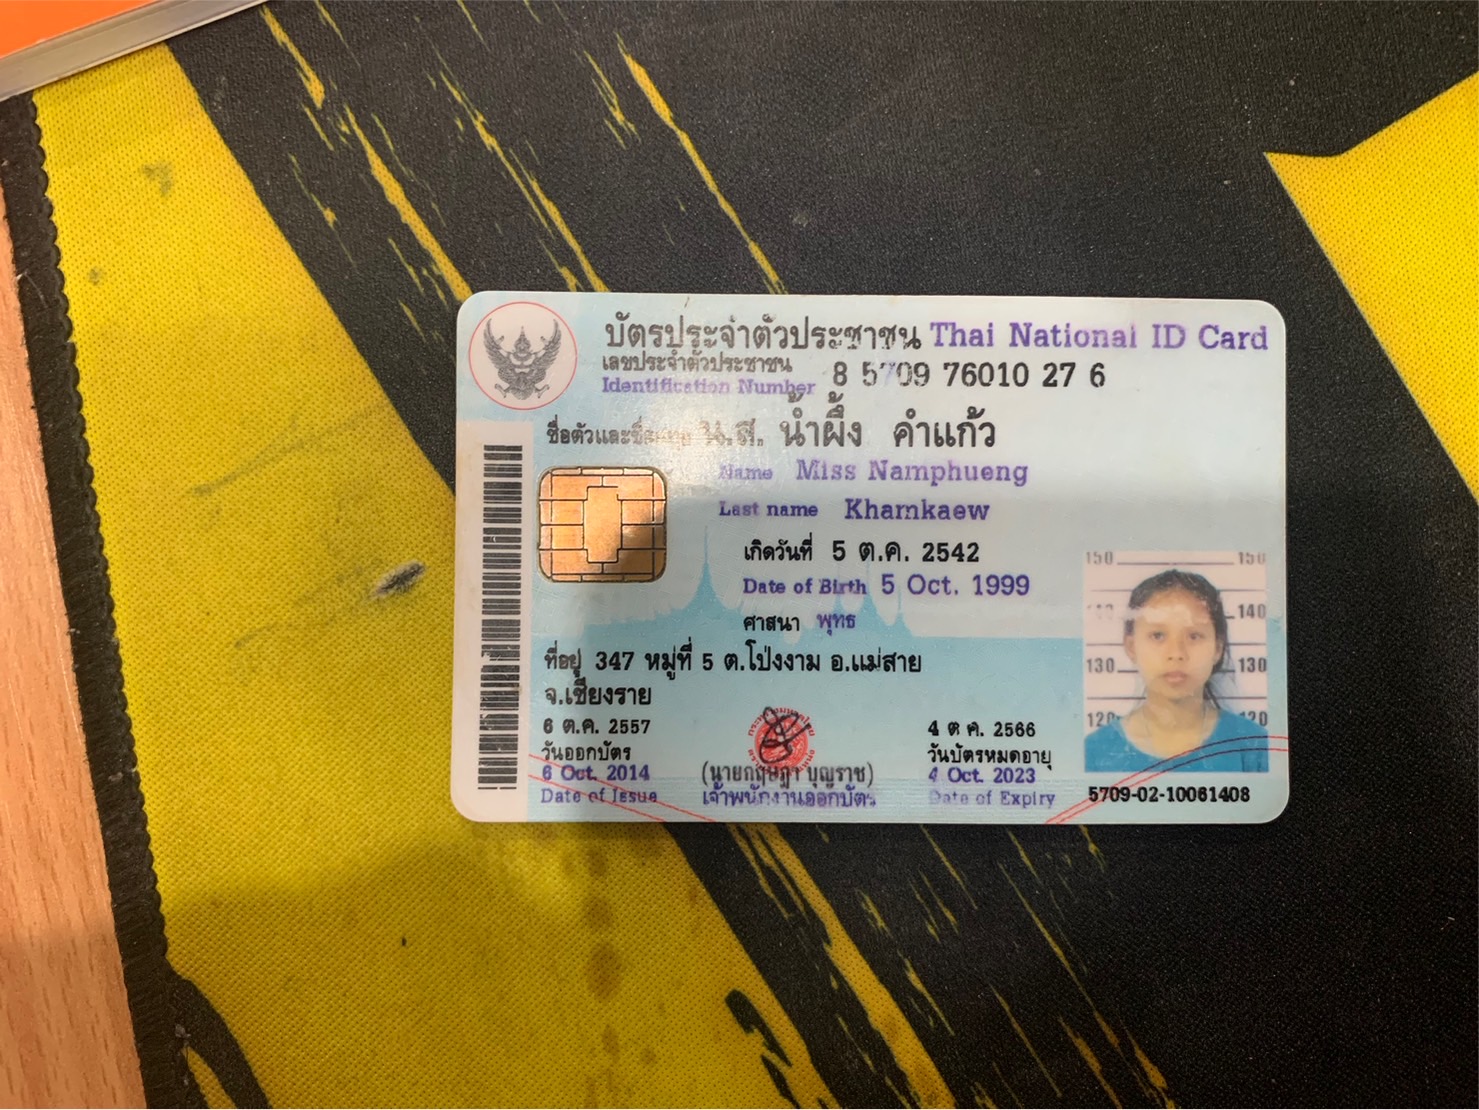 บัตรประจำตัวประชาชน Thai National ID Card
เลขประจำตัวประชาชน
Identification Number 8 5709 76010 27 6
ชื่อตัวและชื่อสกุล น.ส. น้ำผึ้ง คำแก้ว
Name Miss Namphueng
Last name Khamkaew
เกิดวันที่ 5 ต.ค. 2542
Date of Birth 5 Oct. 1999
ศาสนา พุทธ
ที่อยู่ 347 หมู่ที่ 5 ต.โป่งงาม อ.แม่สาย
จ.เชียงราย
6 ต.ค. 2557
วันออกบัตร
6 Oct. 2014
Date of Issue
(นายกฤษฎา บุญราช)
เจ้าพนักงานออกบัตร
4 ต.ค. 2566
วันบัตรหมดอายุ
4 Oct. 2023
Date of Expiry
150 150
140
130 130
120 120
5709-02-10061408